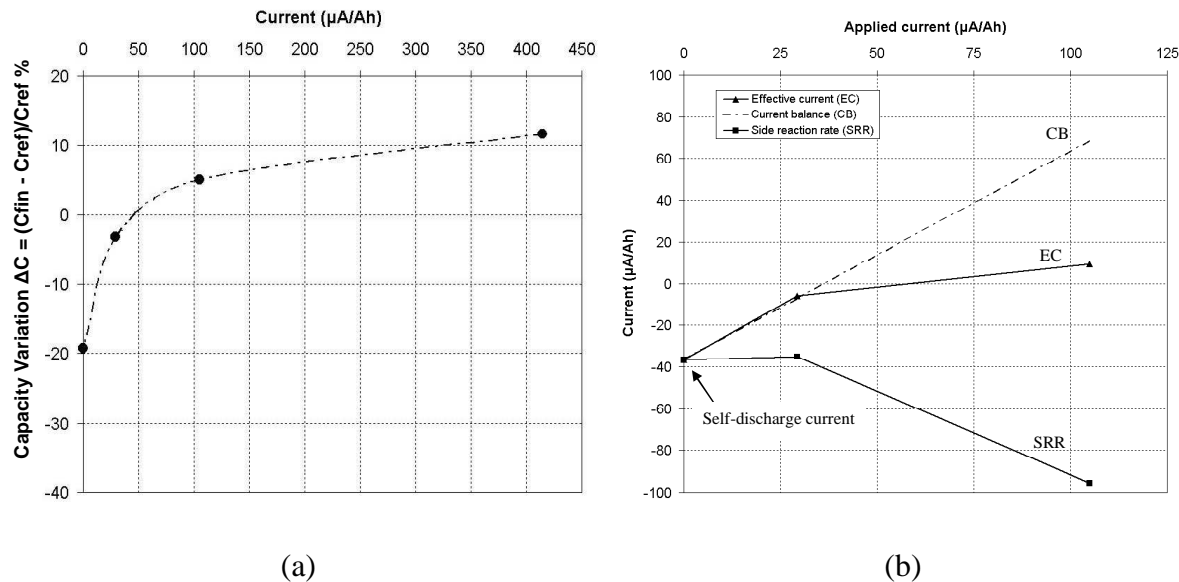 Current (µA/Ah)
0 50 100 150 200 250 300 350 400 450
Capacity Variation ΔC = (Cfin - Cref)/Cref %
20
10
0
-10
-20
-30
-40
(a)
Applied current (µA/Ah)
0 25 50 75 100 125
Current (µA/Ah)
100
80
60
40
20
0
-20
-40
-60
-80
-100
Effective current (EC)
Current balance (CB)
Side reaction rate (SRR)
CB
EC
Self-discharge current
SRR
(b)